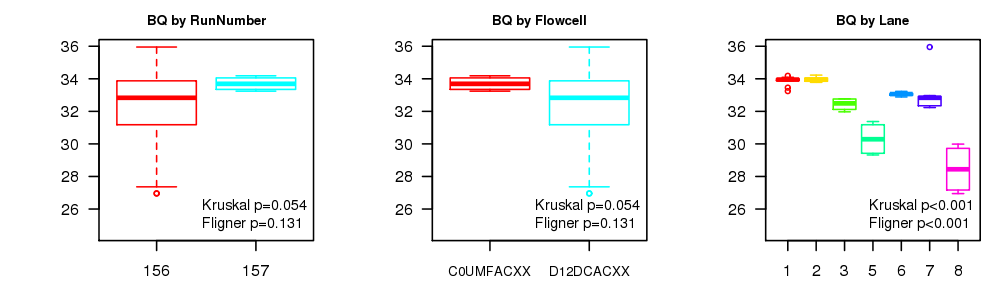 BQ by RunNumber
36
34
32
30
28
26
Kruskal p=0.054
Fligner p=0.131
156 157
BQ by Flowcell
36
34
32
30
28
26
Kruskal p=0.054
Fligner p=0.131
C0UMFACXX D12DCACXX
BQ by Lane
36
34
32
30
28
26
Kruskal p<0.001
Fligner p<0.001
1 2 3 5 6 7 8